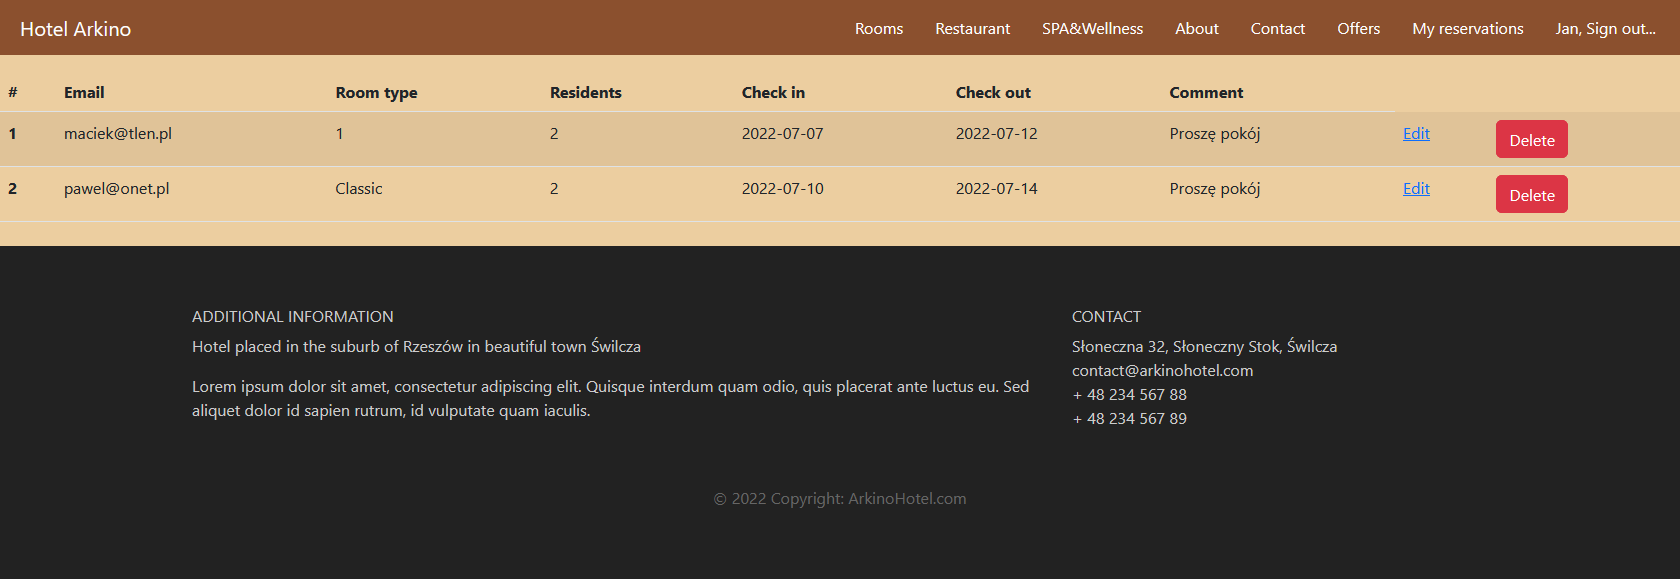 Hotel Arkino Rooms Restaurant SPA&Wellness About Contact Offers My reservations Jan, Sign out...
# Email Room type Residents Check in Check out Comment
1 maciek@tlen.pl 1 2 2022-07-07 2022-07-12 Proszę pokój Edit Delete
2 pawel@onet.pl Classic 2 2022-07-10 2022-07-14 Proszę pokój Edit Delete
ADDITIONAL INFORMATION
Hotel placed in the suburb of Rzeszów in beautiful town Świlcza
Lorem ipsum dolor sit amet, consectetur adipiscing elit. Quisque interdum quam odio, quis placerat ante luctus eu. Sed
aliquet dolor id sapien rutrum, id vulputate quam iaculis.
CONTACT
Słoneczna 32, Słoneczny Stok, Świlcza
contact@arkinohotel.com
+ 48 234 567 88
+ 48 234 567 89
© 2022 Copyright: ArkinoHotel.com